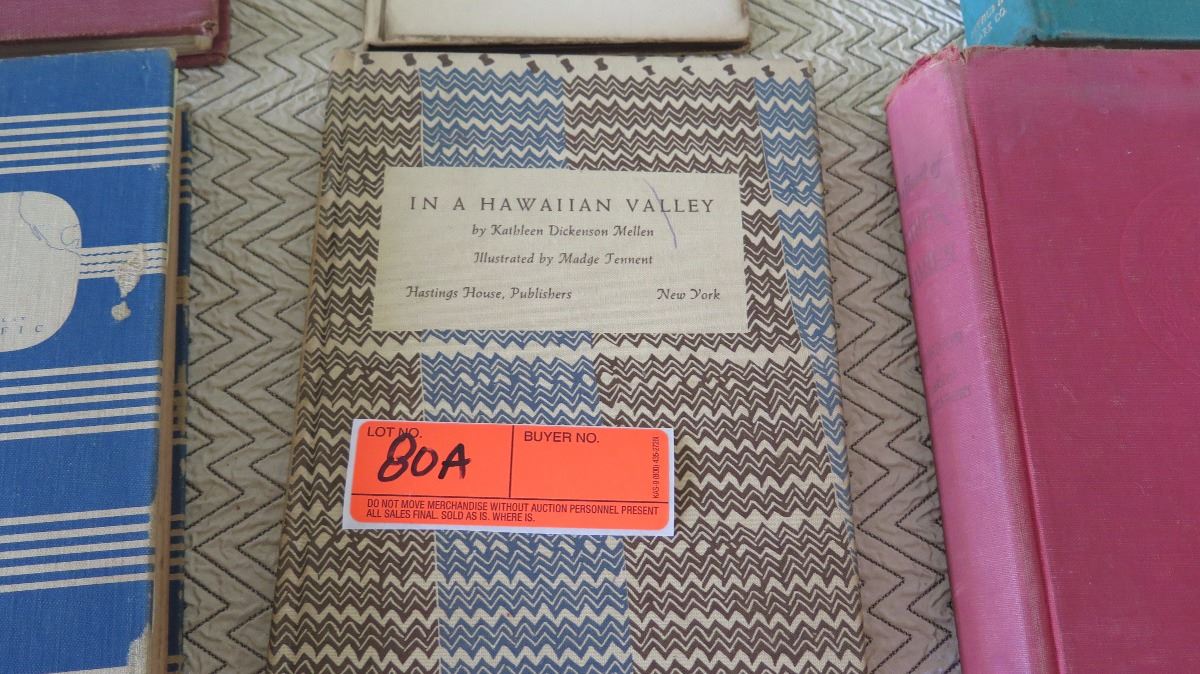 IN A HAWAIIAN VALLEY
by Kathleen Dickenson Mellen
Illustrated by Madge Tennent
Hastings House, Publishers New York
LOT NO. 80A
BUYER NO.
DO NOT MOVE MERCHANDISE WITHOUT AUCTION PERSONNEL PRESENT
ALL SALES FINAL. SOLD AS IS. WHERE IS.
FIC